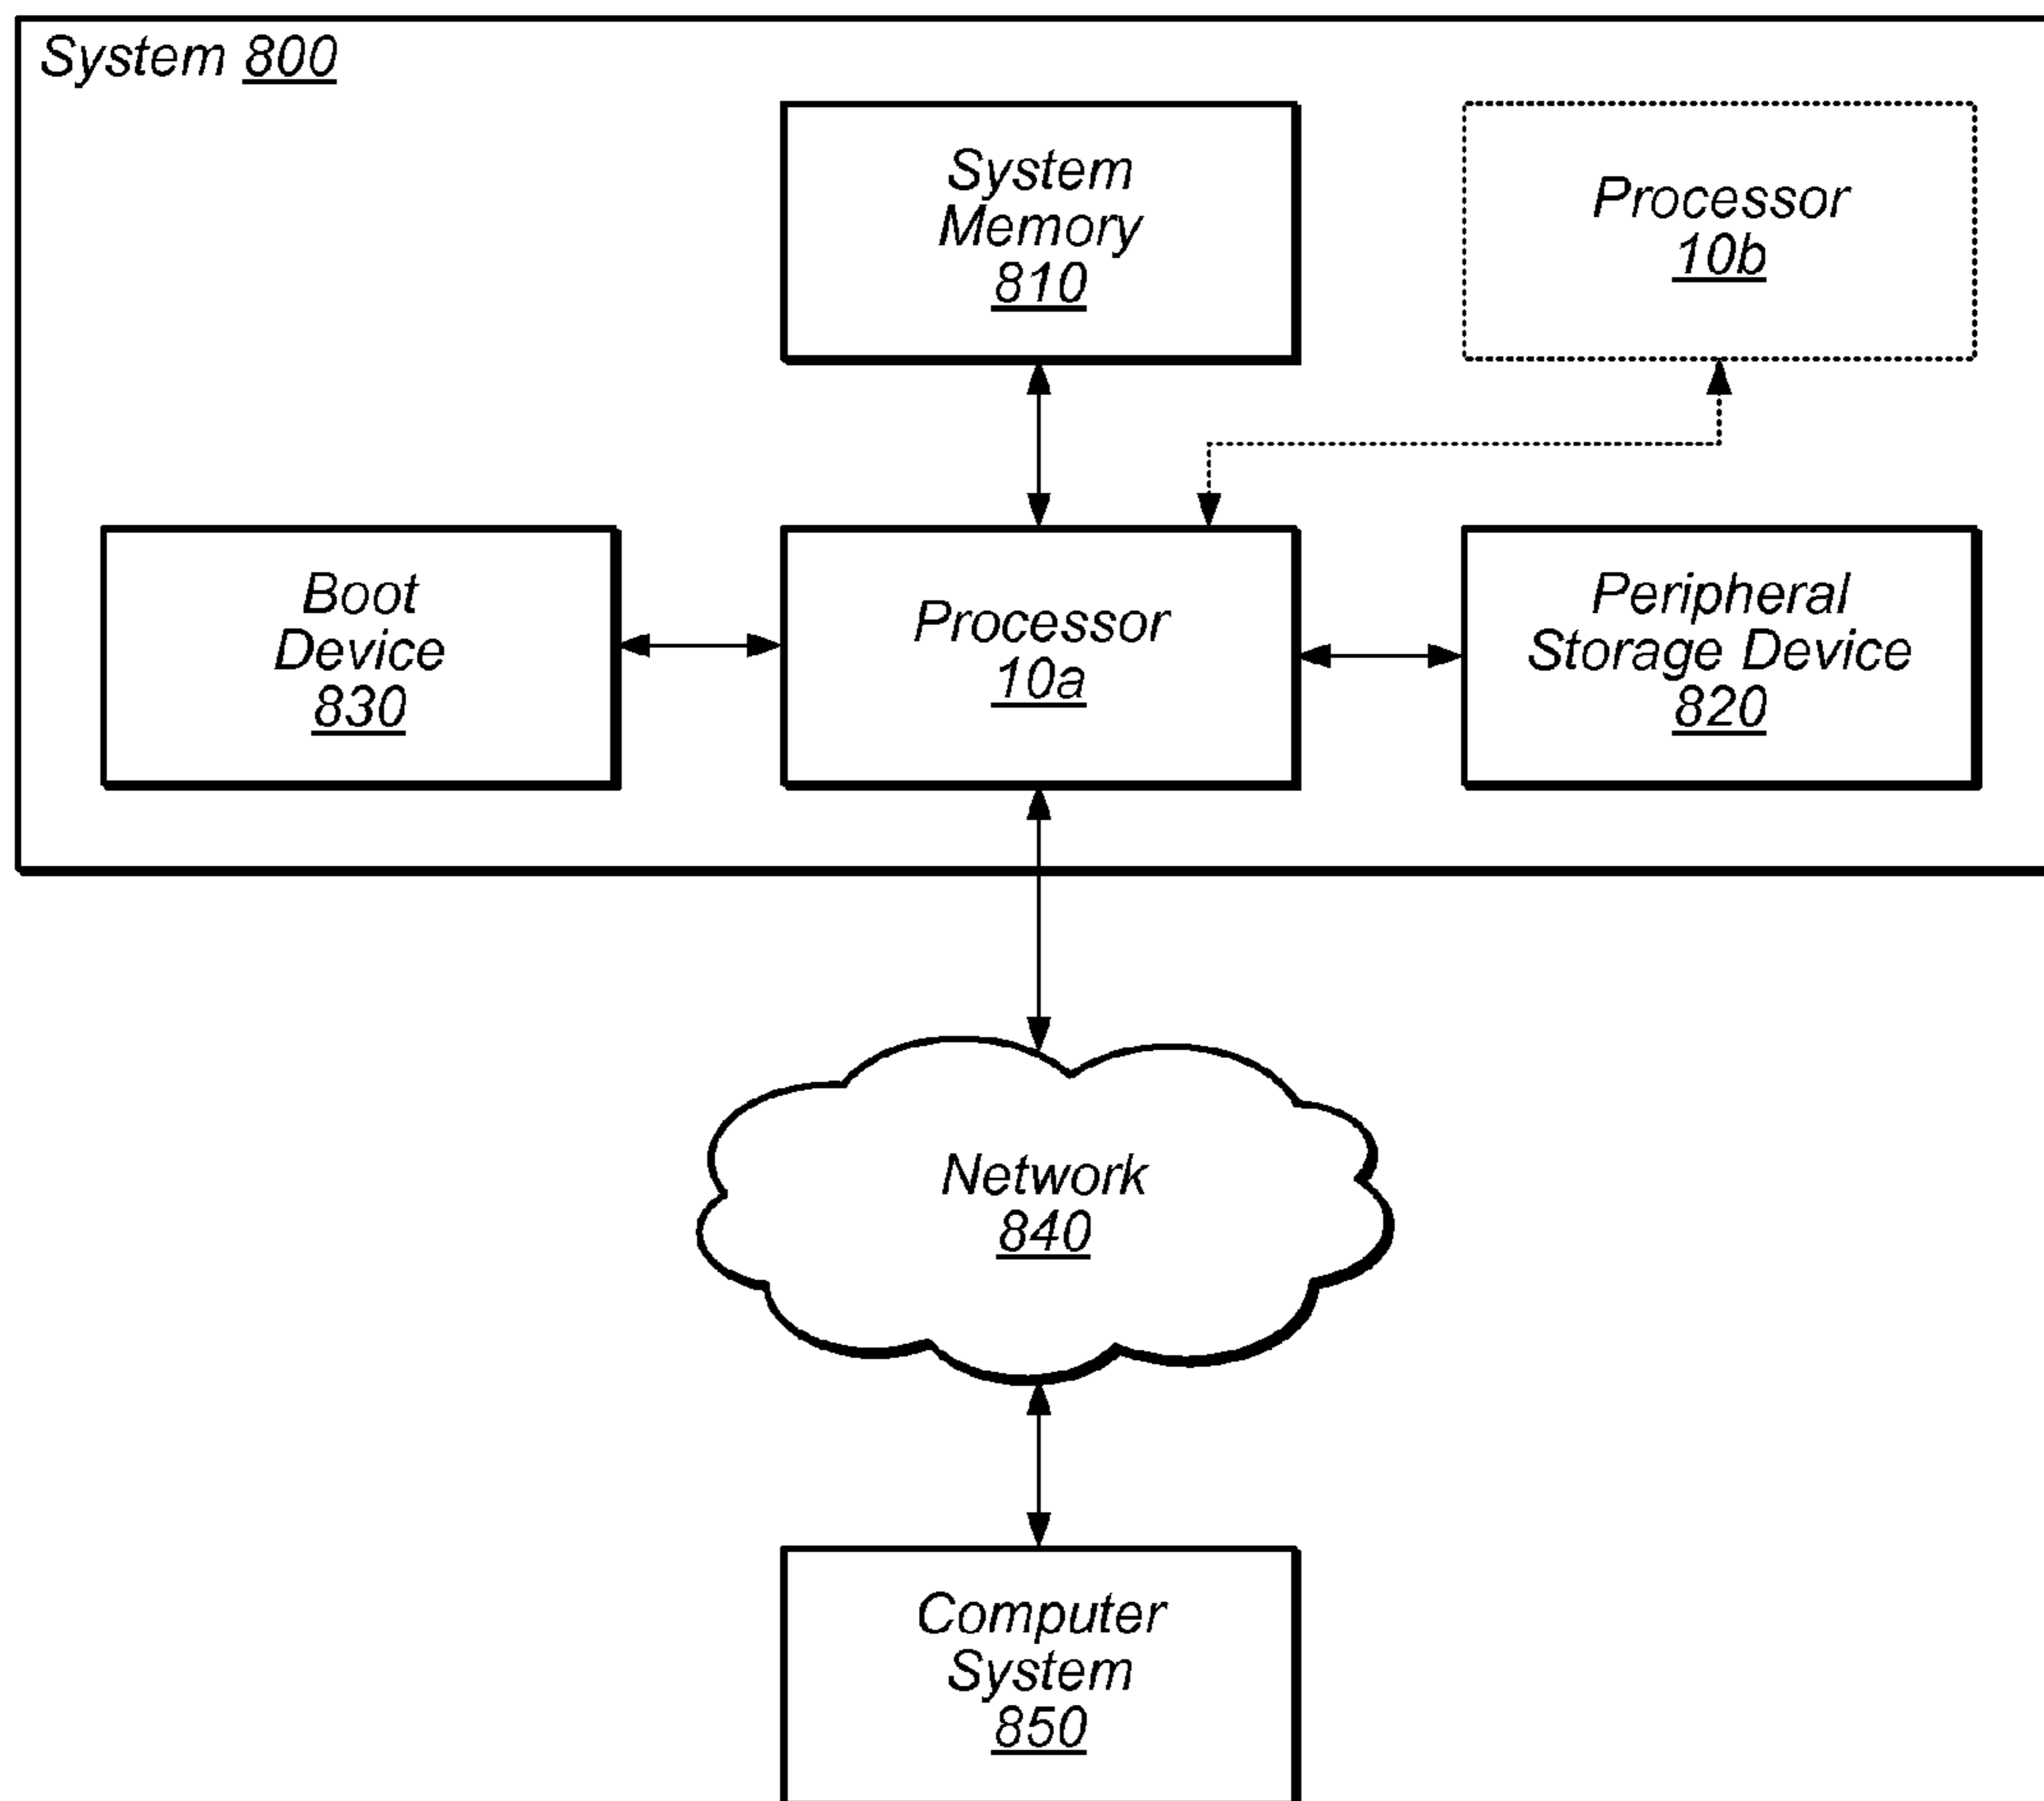 System 800
System
Memory
810
Processor
10b
Boot
Device
830
Processor
10a
Peripheral
Storage Device
820
Network
840
Computer
System
850